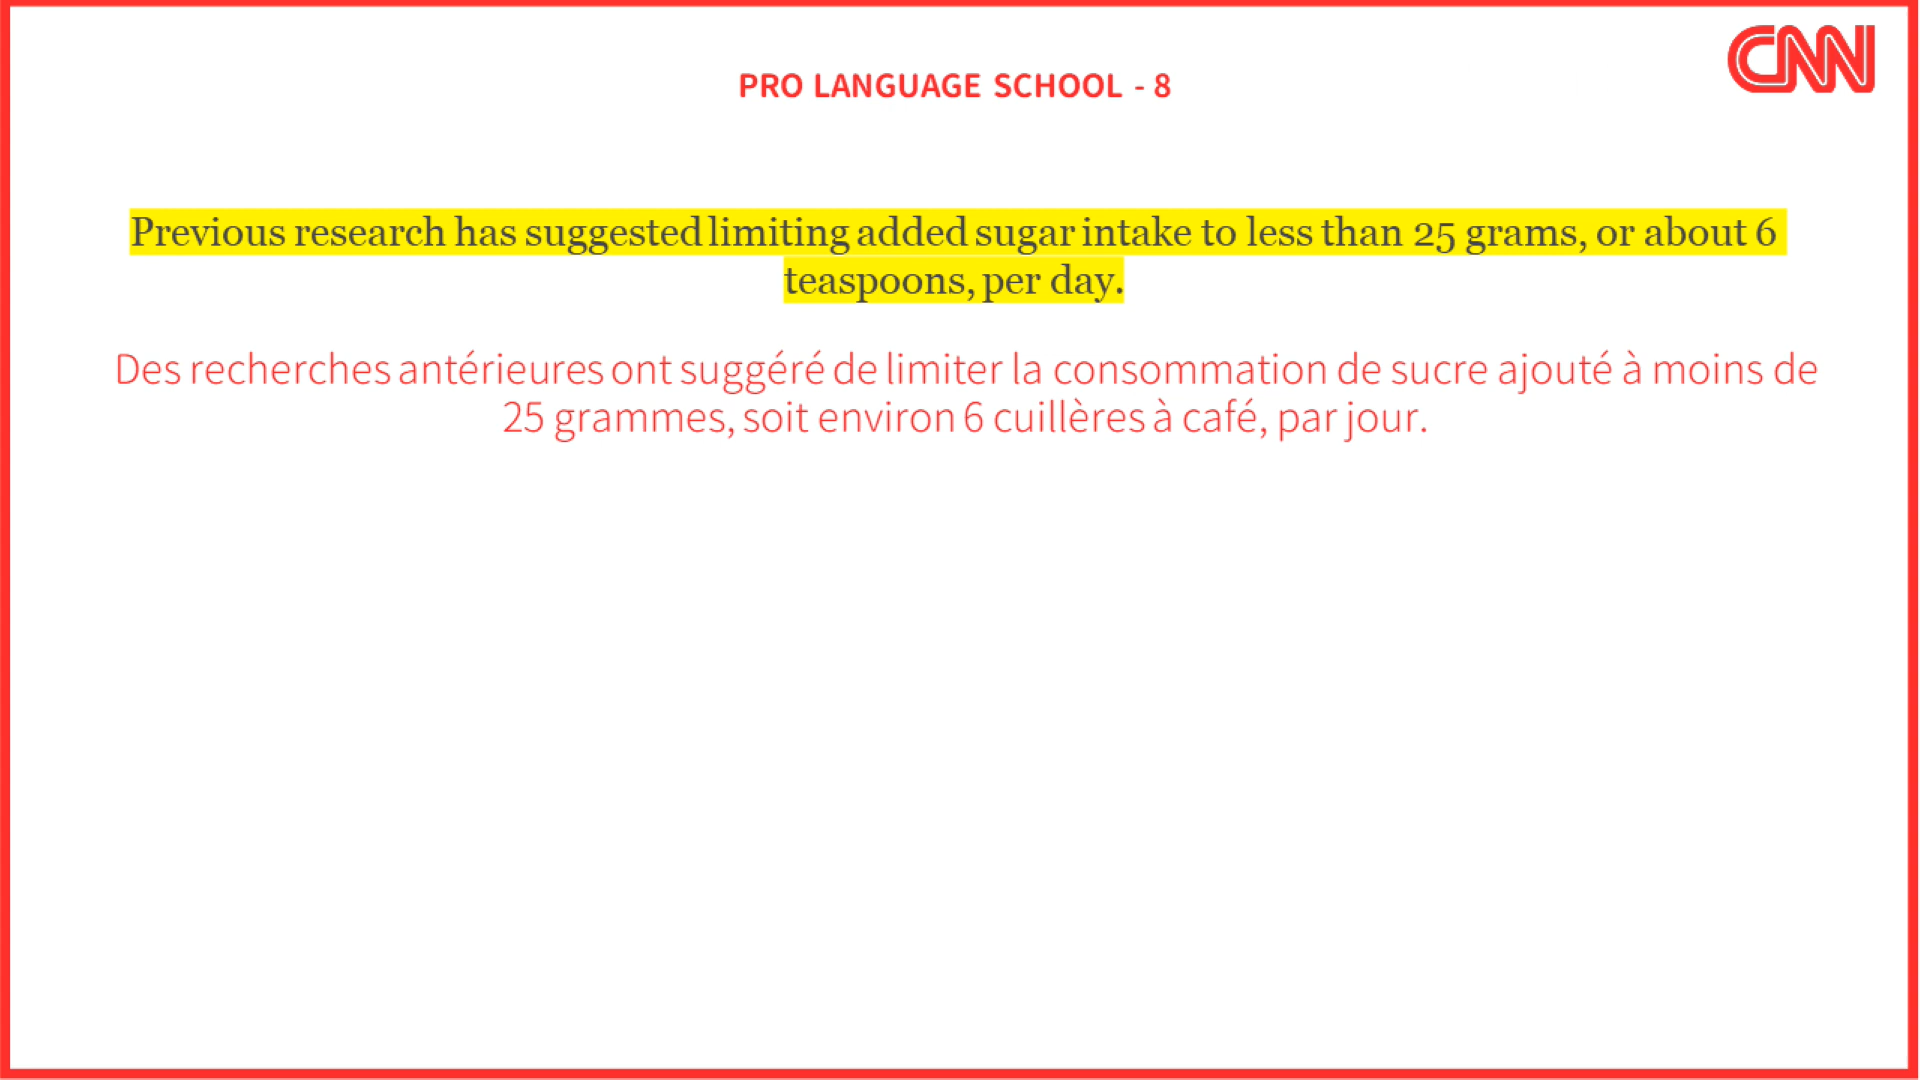 CNN
PRO LANGUAGE SCHOOL - 8
Previous research has suggested limiting added sugar intake to less than 25 grams, or about 6
teaspoons, per day.
Des recherches antérieures ont suggéré de limiter la consommation de sucre ajouté à moins de
25 grammes, soit environ 6 cuillères à café, par jour.